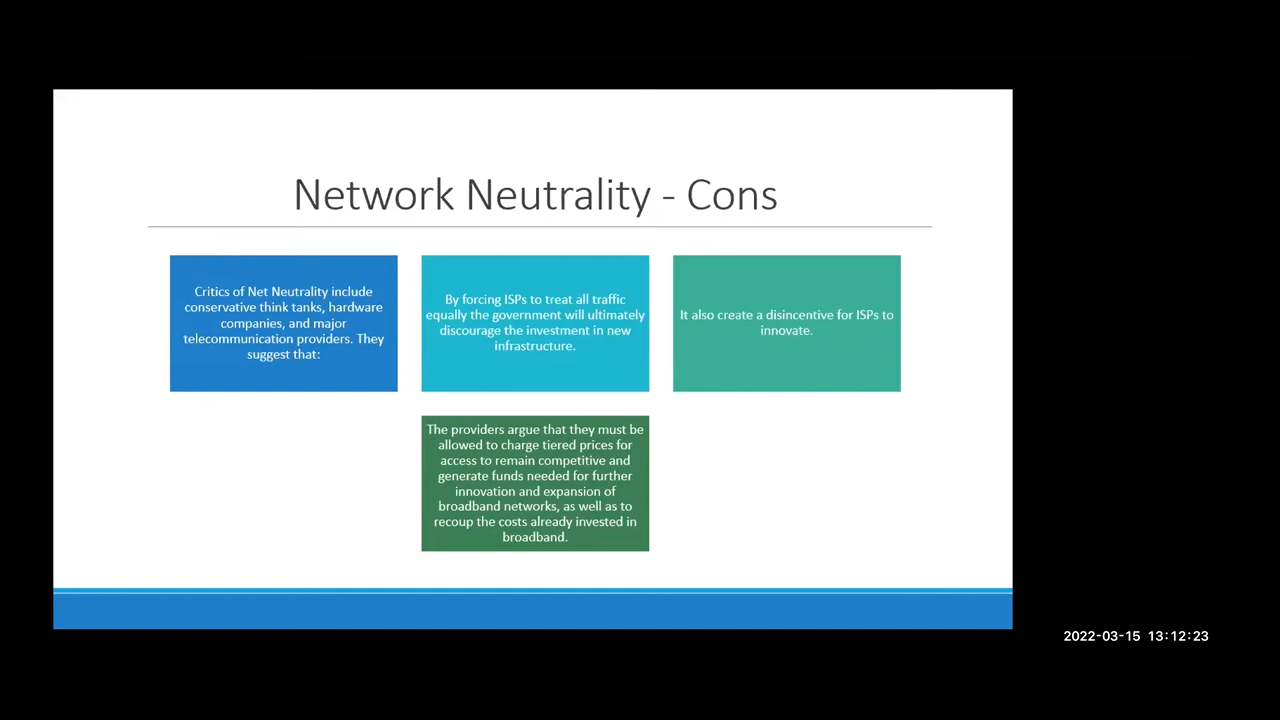 Network Neutrality - Cons
Critics of Net Neutrality include
conservative think tanks, hardware
companies, and major
telecommunication providers. They
suggest that:
By forcing ISPs to treat all traffic
equally the government will ultimately
discourage the investment in new
infrastructure.
It also create a disincentive for ISPs to
innovate.
The providers argue that they must be
allowed to charge tiered prices for
access to remain competitive and
generate funds needed for further
innovation and expansion of
broadband networks, as well as to
recoup the costs already invested in
broadband.
2022-03-15 13:12:23